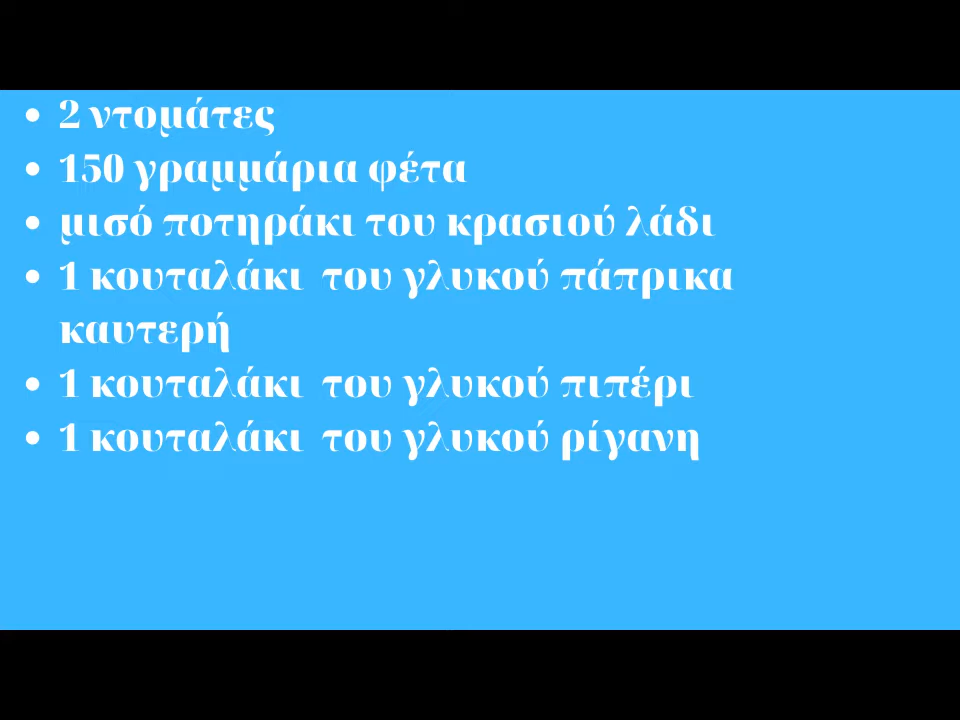 • 2 ντομάτες
• 150 γραμμάρια φέτα
• μισό ποτηράκι του κρασιού λάδι
• 1 κουταλάκι  του γλυκού πάπρικα
καυτερή
• 1 κουταλάκι  του γλυκού πιπέρι
• 1 κουταλάκι  του γλυκού ρίγανη